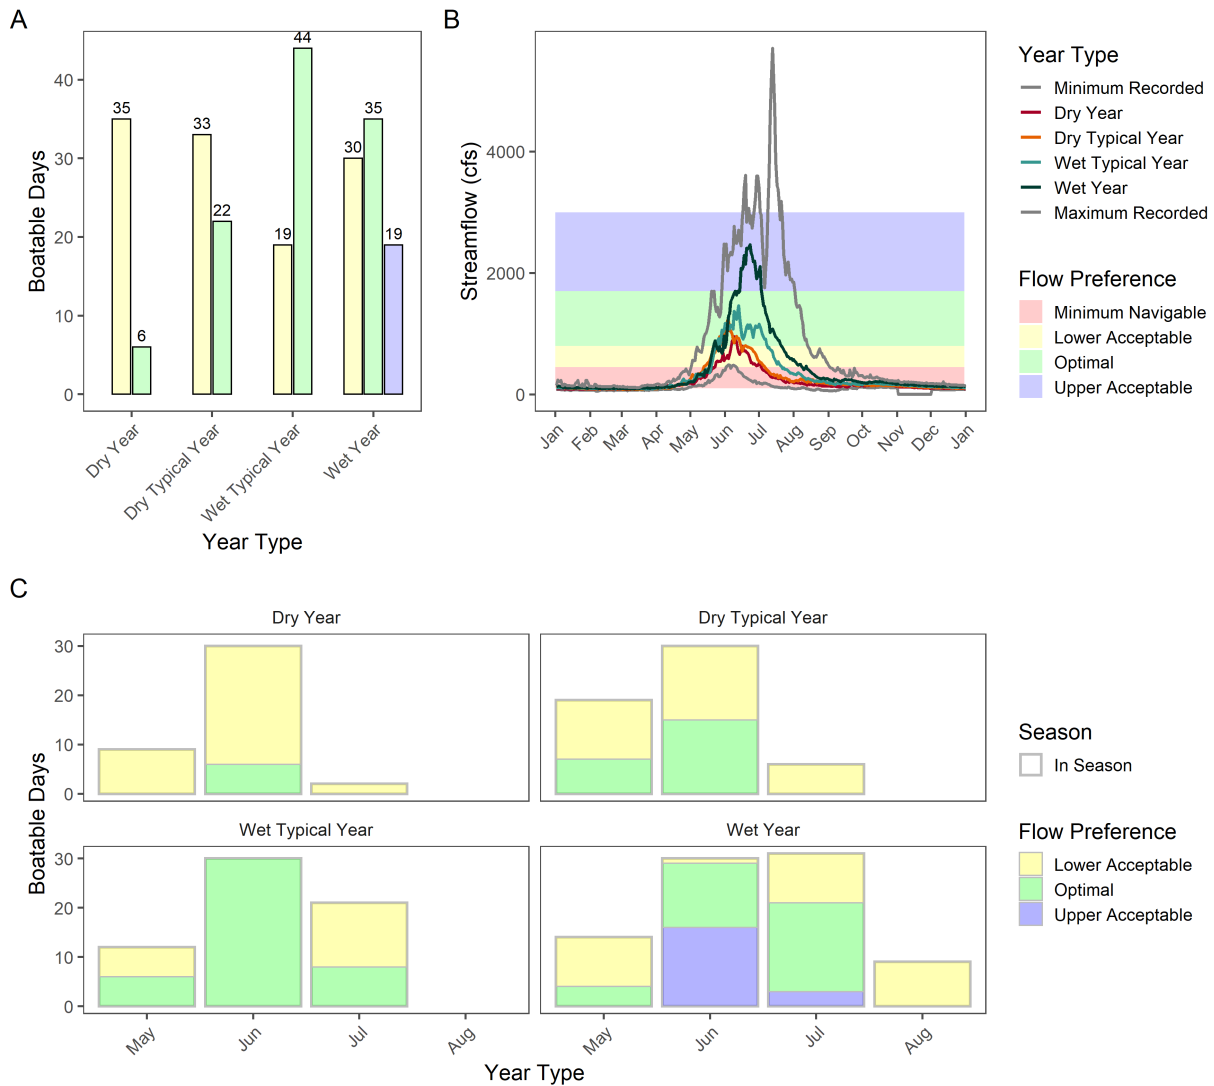 A
Boatable Days
40
30
20
10
0
35
6
33
22
19
44
30
35
19
Dry Year
Dry Typical Year
Wet Typical Year
Wet Year
Year Type
B
Streamflow (cfs)
4000
2000
0
Jan
Feb
Mar
Apr
May
Jun
Jul
Aug
Sep
Oct
Nov
Dec
Jan
Year Type
Minimum Recorded
Dry Year
Dry Typical Year
Wet Typical Year
Wet Year
Maximum Recorded
Flow Preference
Minimum Navigable
Lower Acceptable
Optimal
Upper Acceptable
C
Boatable Days
Dry Year
30
20
10
0
Dry Typical Year
Wet Typical Year
30
20
10
0
Wet Year
May
Jun
Jul
Aug
May
Jun
Jul
Aug
Year Type
Season
In Season
Flow Preference
Lower Acceptable
Optimal
Upper Acceptable